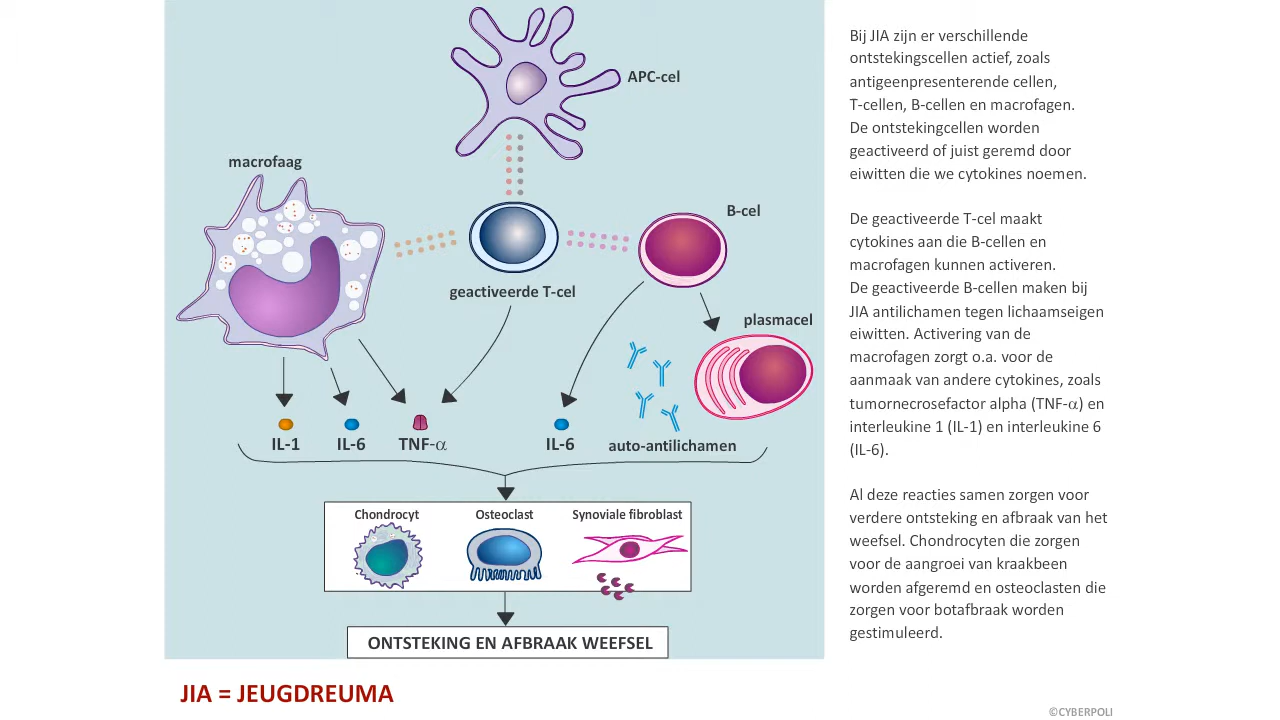 APC-cel
macrofaag
B-cel
geactiveerde T-cel
plasmacel
IL-1
IL-6
TNF-α
IL-6
auto-antilichamen
Chondrocyt
Osteoclast
Synoviale fibroblast
ONTSTEKING EN AFBRAAK WEEFSEL
JIA = JEUGDREUMA
Bij JIA zijn er verschillende
ontstekingscellen actief, zoals
antigeenpresenterende cellen,
T-cellen, B-cellen en macrofagen.
De ontstekingcellen worden
geactiveerd of juist geremd door
eiwitten die we cytokines noemen.
De geactiveerde T-cel maakt
cytokines aan die B-cellen en
macrofagen kunnen activeren.
De geactiveerde B-cellen maken bij
JIA antilichamen tegen lichaamseigen
eiwitten. Activering van de
macrofagen zorgt o.a. voor de
aanmaak van andere cytokines, zoals
tumornecrosefactor alpha (TNF-α) en
interleukine 1 (IL-1) en interleukine 6
(IL-6).
Al deze reacties samen zorgen voor
verdere ontsteking en afbraak van het
weefsel. Chondrocyten die zorgen
voor de aangroei van kraakbeen
worden afgeremd en osteoclasten die
zorgen voor botafbraak worden
gestimuleerd.
©CYBERPOLI